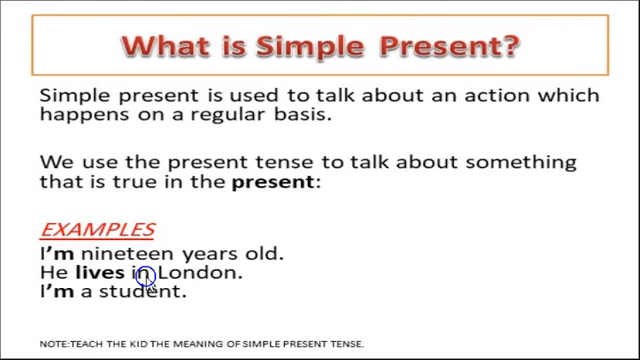 What is Simple Present?
Simple present is used to talk about an action which
happens on a regular basis.
We use the present tense to talk about something
that is true in the present:
EXAMPLES
I'm nineteen years old.
He lives in London.
I'm a student.
NOTE:TEACH THE KID THE MEANING OF SIMPLE PRESENT TENSE.